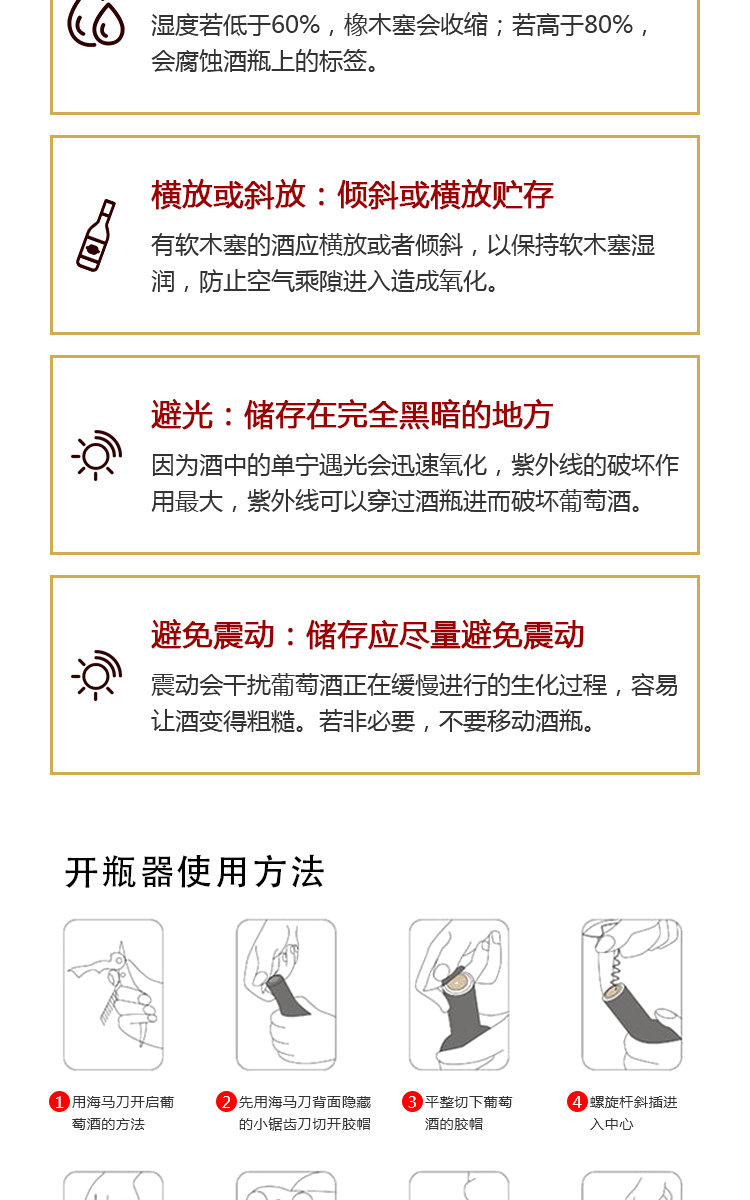 湿度若低于60%，橡木塞会收缩；若高于80%，
会腐蚀酒瓶上的标签。
横放或斜放：倾斜或横放贮存
有软木塞的酒应横放或者倾斜，以保持软木塞湿
润，防止空气乘隙进入造成氧化。
避光：储存在完全黑暗的地方
因为酒中的单宁遇光会迅速氧化，紫外线的破坏作
用最大，紫外线可以穿过酒瓶进而破坏葡萄酒。
避免震动：储存应尽量避免震动
震动会干扰葡萄酒正在缓慢进行的生化过程，容易
让酒变得粗糙。若非必要，不要移动酒瓶。
开瓶器使用方法
1 用海马刀开启葡
萄酒的方法
2 先用海马刀背面隐藏
的小锯齿刀切开胶帽
3 平整切下葡萄
酒的胶帽
4 螺旋杆斜插进
入中心